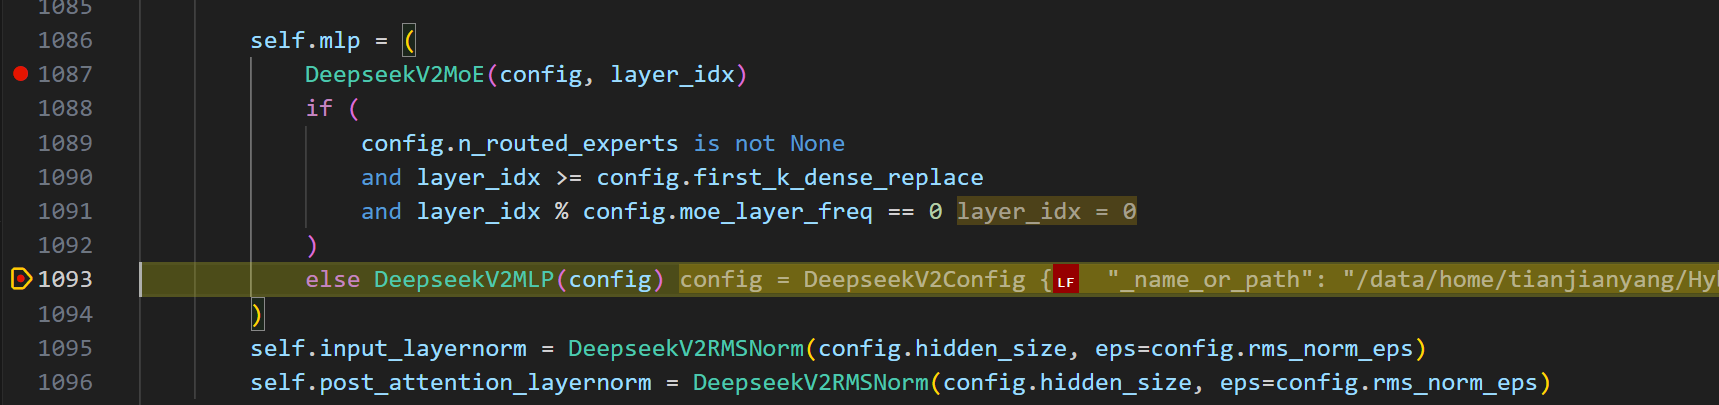 1085
1086 self.mlp = (
1087 DeepseekV2MoE(config, layer_idx)
1088 if (
1089 config.n_routed_experts is not None
1090 and layer_idx >= config.first_k_dense_replace
1091 and layer_idx % config.moe_layer_freq == 0 layer_idx = 0
1092 )
1093 else DeepseekV2MLP(config) config = DeepseekV2Config {LF "_name_or_path": "/data/home/tianjianyang/Hy
1094 )
1095 self.input_layernorm = DeepseekV2RMSNorm(config.hidden_size, eps=config.rms_norm_eps)
1096 self.post_attention_layernorm = DeepseekV2RMSNorm(config.hidden_size, eps=config.rms_norm_eps)